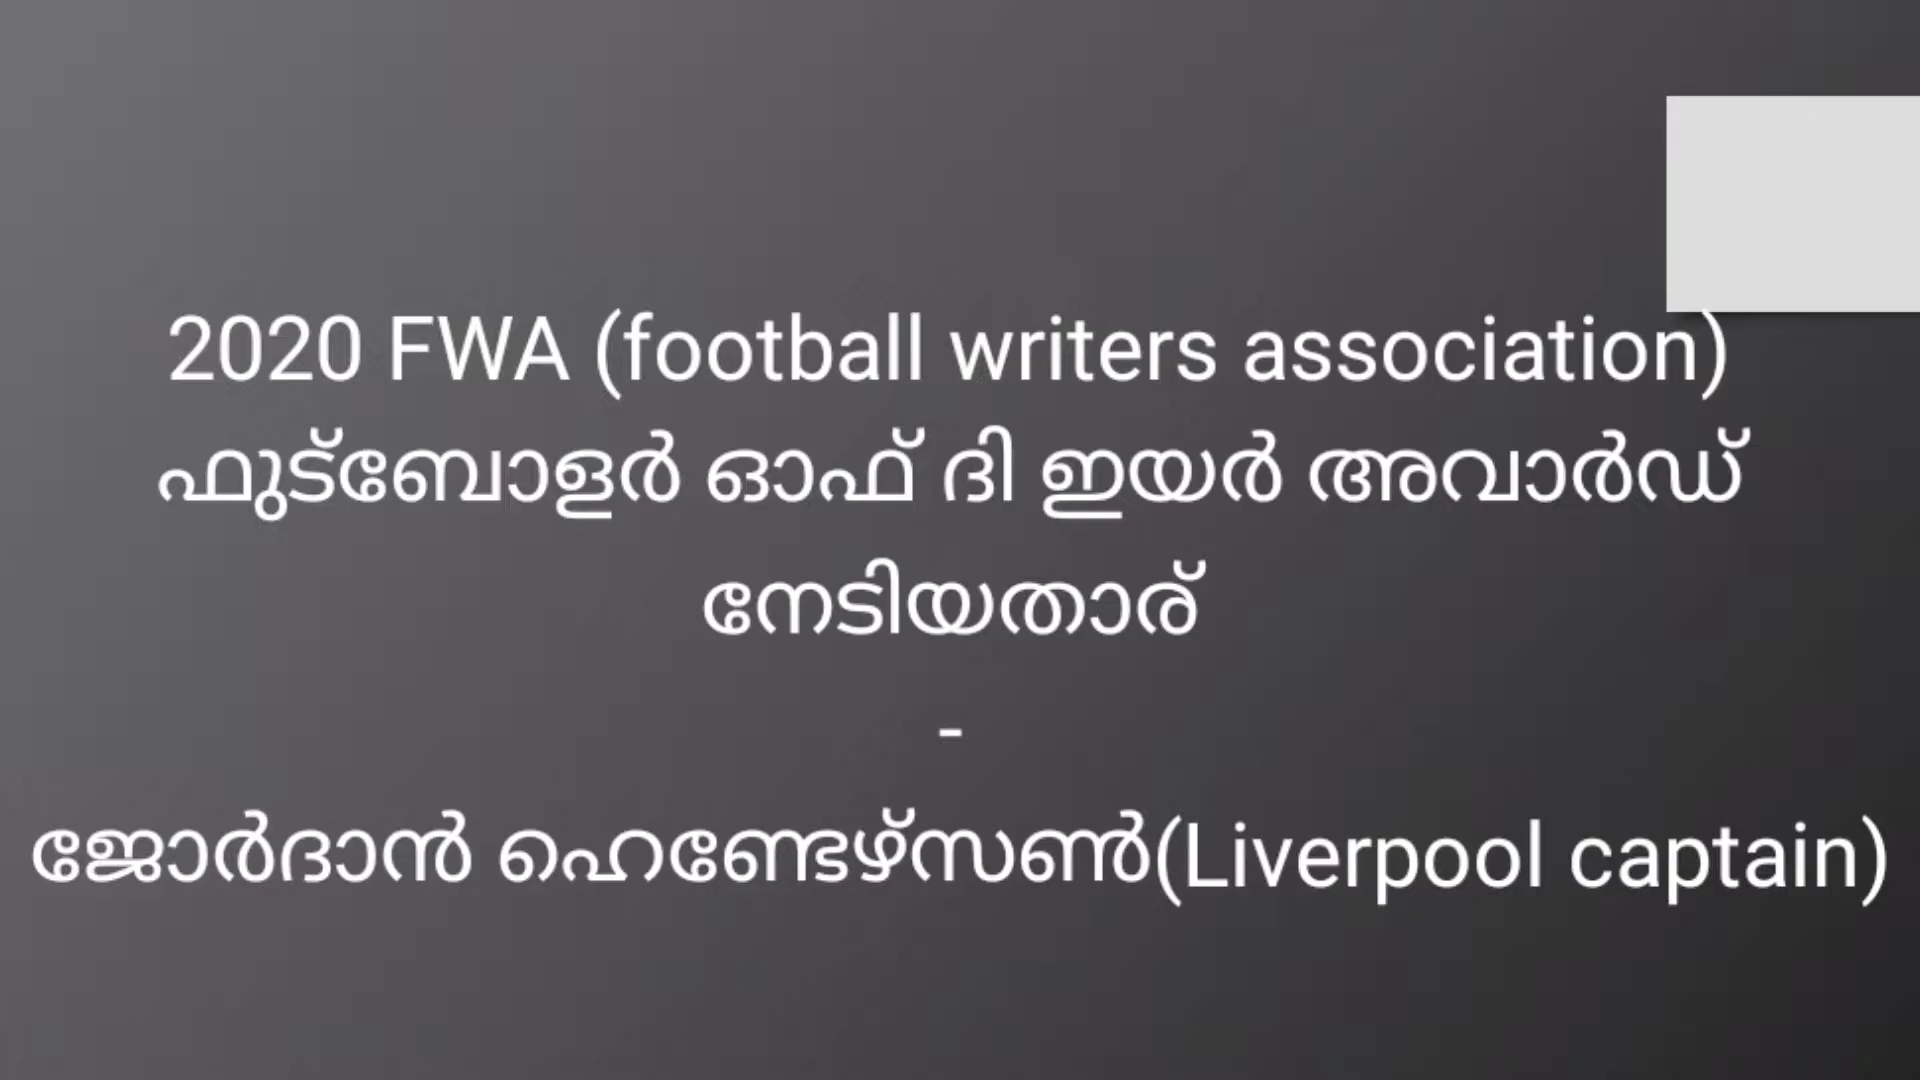 2020 FWA (football writers association)
ഫുട്ബോളർ ഓഫ് ദി ഇയർ അവാർഡ്
നേടിയതാര്
-
ജോർദാൻ ഹെണ്ടേഴ്സൺ(Liverpool captain)